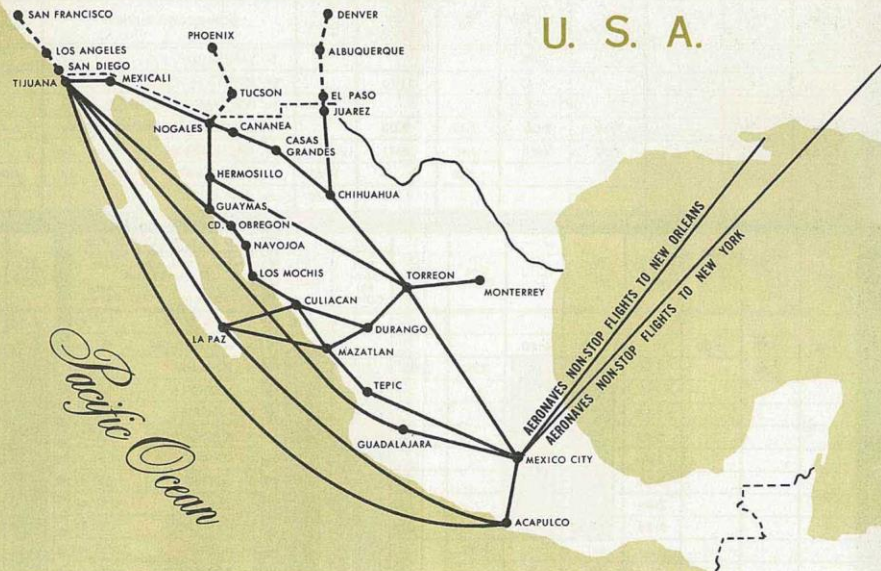 SAN FRANCISCO
DENVER
U. S. A.
PHOENIX
LOS ANGELES
ALBUQUERQUE
SAN DIEGO
TIJUANA
MEXICALI
TUCSON
EL PASO
JUAREZ
NOGALES
CANANEA
CASAS
GRANDES
HERMOSILLO
CHIHUAHUA
GUAYMAS
CD. OBREGON
NAVOJOA
LOS MOCHIS
TORREON
MONTERREY
CULIACAN
LA PAZ
DURANGO
MAZATLAN
TEPIC
GUADALAJARA
MEXICO CITY
ACAPULCO
AERONAVES NON-STOP FLIGHTS TO NEW ORLEANS
AERONAVES NON-STOP FLIGHTS TO NEW YORK
Pacific Ocean